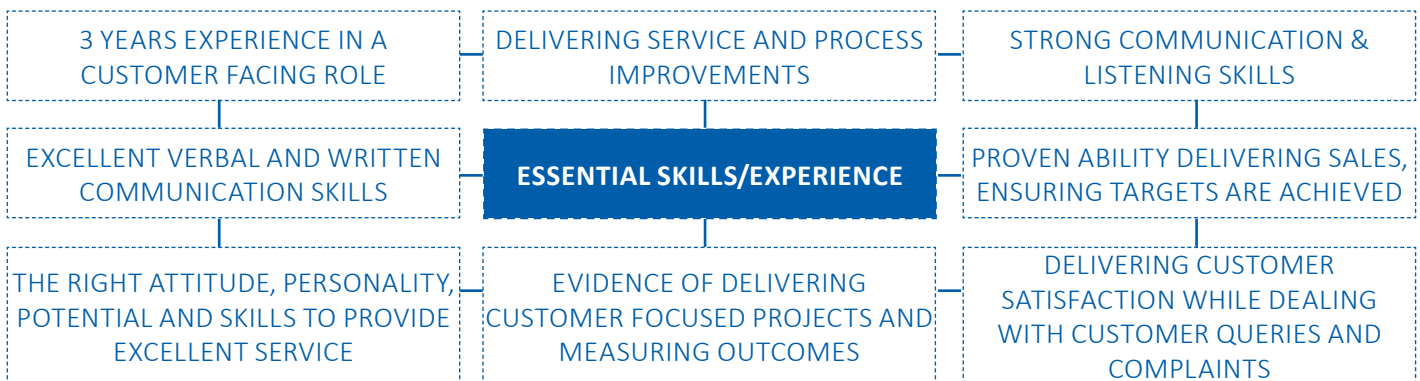 3 YEARS EXPERIENCE IN A
CUSTOMER FACING ROLE
DELIVERING SERVICE AND PROCESS
IMPROVEMENTS
STRONG COMMUNICATION &
LISTENING SKILLS
EXCELLENT VERBAL AND WRITTEN
COMMUNICATION SKILLS
ESSENTIAL SKILLS/EXPERIENCE
PROVEN ABILITY DELIVERING SALES,
ENSURING TARGETS ARE ACHIEVED
THE RIGHT ATTITUDE, PERSONALITY,
POTENTIAL AND SKILLS TO PROVIDE
EXCELLENT SERVICE
EVIDENCE OF DELIVERING
CUSTOMER FOCUSED PROJECTS AND
MEASURING OUTCOMES
DELIVERING CUSTOMER
SATISFACTION WHILE DEALING
WITH CUSTOMER QUERIES AND
COMPLAINTS